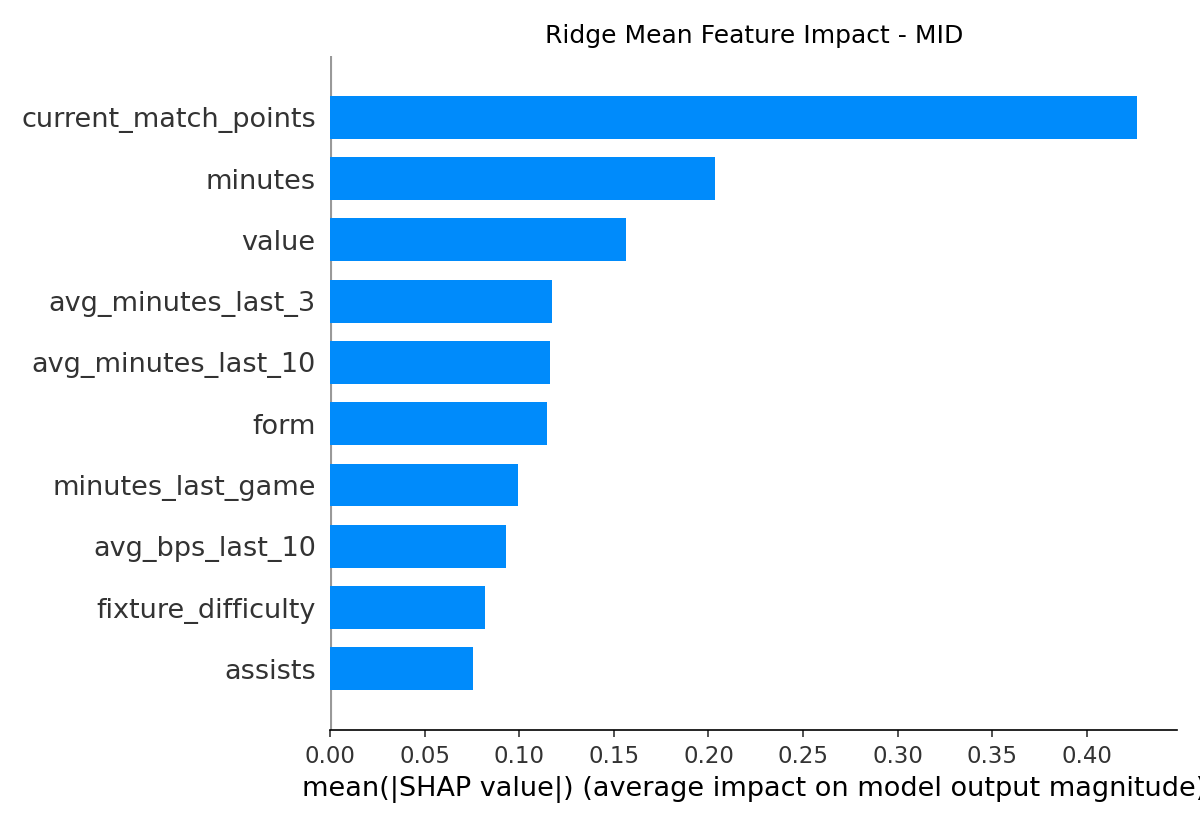 Ridge Mean Feature Impact - MID
current_match_points
minutes
value
avg_minutes_last_3
avg_minutes_last_10
form
minutes_last_game
avg_bps_last_10
fixture_difficulty
assists
0.00 0.05 0.10 0.15 0.20 0.25 0.30 0.35 0.40
mean(|SHAP value|) (average impact on model output magnitude)